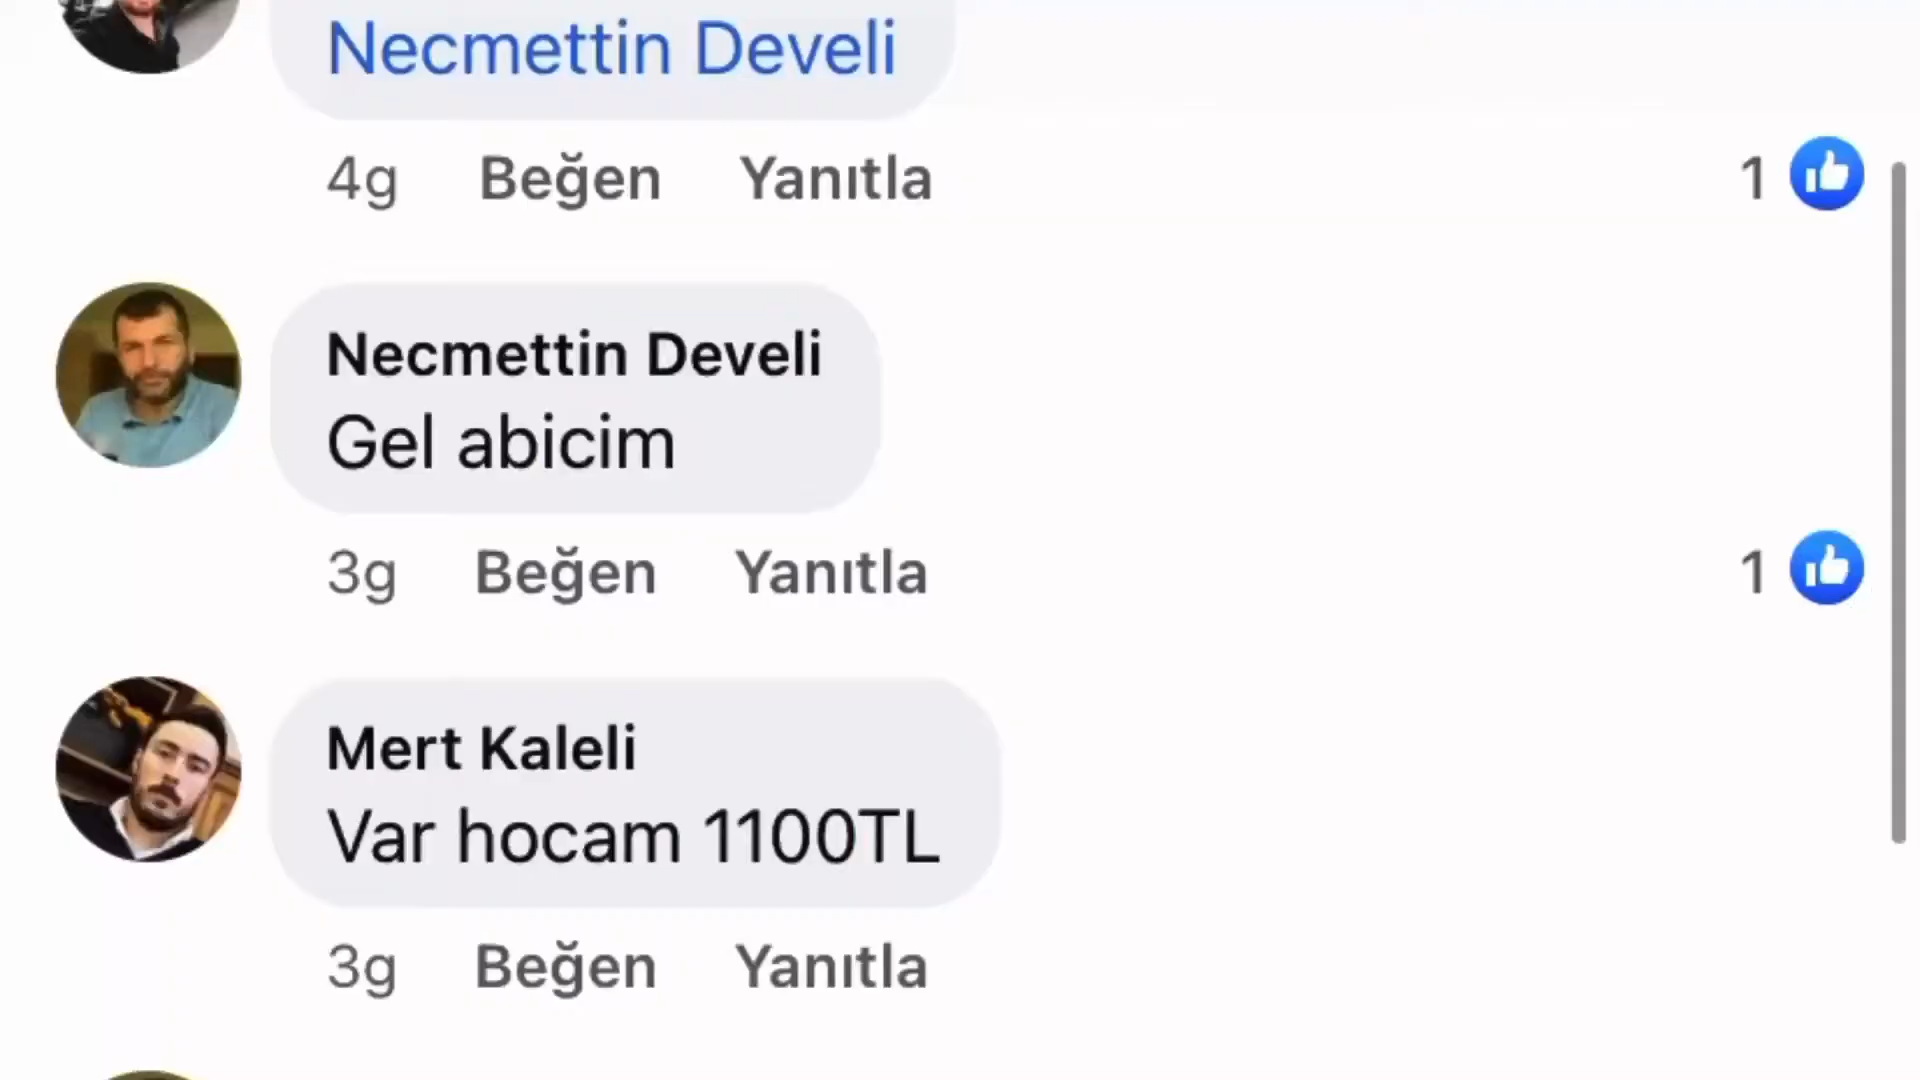 Necmettin Develi
4g Beğen Yanıtla 1
Necmettin Develi
Gel abicim
3g Beğen Yanıtla 1
Mert Kaleli
Var hocam 1100TL
3g Beğen Yanıtla